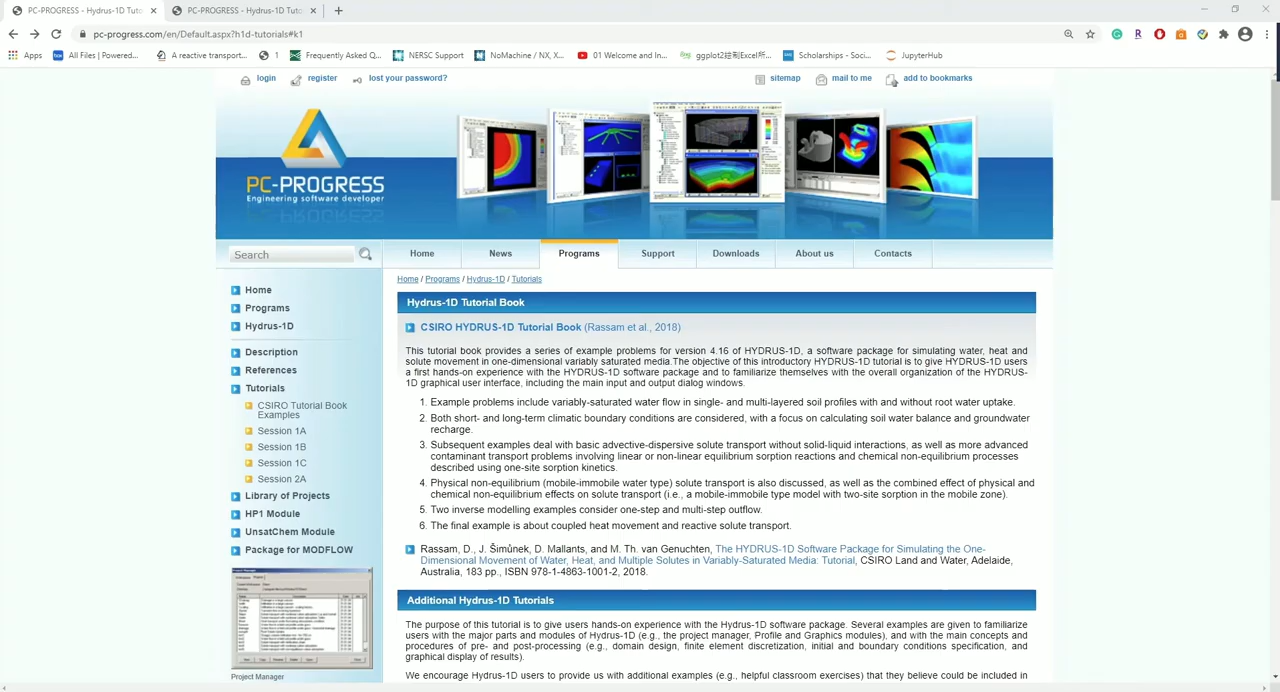 PC-PROGRESS - Hydrus-1D Tuto
PC-PROGRESS - Hydrus-1D Tuto
pc-progress.com/en/Default.aspx?h1d-tutorials#k1
Apps
All Files | Powered...
A reactive transport...
1
Frequently Asked Q...
NERSC Support
NoMachine / NX, X...
01 Welcome and In...
Scholarships - Soci...
JupyterHub
login
register
lost your password?
sitemap
mail to me
add to bookmarks
PC-PROGRESS
Engineering software developer
Search
Home
News
Programs
Support
Downloads
About us
Contacts
Home / Programs / Hydrus-1D / Tutorials
Home
Programs
Hydrus-1D
Description
References
Tutorials
CSIRO Tutorial Book
Examples
Session 1A
Session 1B
Session 1C
Session 2A
Library of Projects
HP1 Module
UnsatChem Module
Package for MODFLOW
Project Manager
Hydrus-1D Tutorial Book
CSIRO HYDRUS-1D Tutorial Book (Rassam et al., 2018)
This tutorial book provides a series of example problems for version 4.16 of HYDRUS-1D, a software package for simulating water, heat and
solute movement in one-dimensional variably saturated media The objective of this introductory HYDRUS-1D tutorial is to give HYDRUS-1D users
a first hands-on experience with the HYDRUS-1D software package and to familiarize themselves with the overall organization of the HYDRUS-
1D graphical user interface, including the main input and output dialog windows.
1. Example problems include variably-saturated water flow in single- and multi-layered soil profiles with and without root water uptake.
2. Both short- and long-term climatic boundary conditions are considered, with a focus on calculating soil water balance and groundwater
recharge.
3. Subsequent examples deal with basic advective-dispersive solute transport without solid-liquid interactions, as well as more advanced
contaminant transport problems involving linear or non-linear equilibrium sorption reactions and chemical non-equilibrium processes
described using one-site sorption kinetics.
4. Physical non-equilibrium (mobile-immobile water type) solute transport is also discussed, as well as the combined effect of physical and
chemical non-equilibrium effects on solute transport (i.e., a mobile-immobile type model with two-site sorption in the mobile zone).
5. Two inverse modelling examples consider one-step and multi-step outflow.
6. The final example is about coupled heat movement and reactive solute transport.
Rassam, D., J. Šimůnek, D. Mallants, and M. Th. van Genuchten, The HYDRUS-1D Software Package for Simulating the One-
Dimensional Movement of Water, Heat, and Multiple Solutes in Variably-Saturated Media: Tutorial, CSIRO Land and Water, Adelaide,
Australia, 183 pp., ISBN 978-1-4863-1001-2, 2018.
Additional Hydrus-1D Tutorials
The purpose of this tutorial is to give users hands-on experience with the Hydrus-1D software package. Several examples are given to familiarize
users with the major parts and modules of Hydrus-1D (e.g., the project manager, Profile and Graphics modules), and with the main concepts and
procedures of pre- and post-processing (e.g., domain design, finite element discretization, initial and boundary conditions specification, and
graphical display of results).
We encourage Hydrus-1D users to provide us with additional examples (e.g., helpful classroom exercises) that they believe could be included in